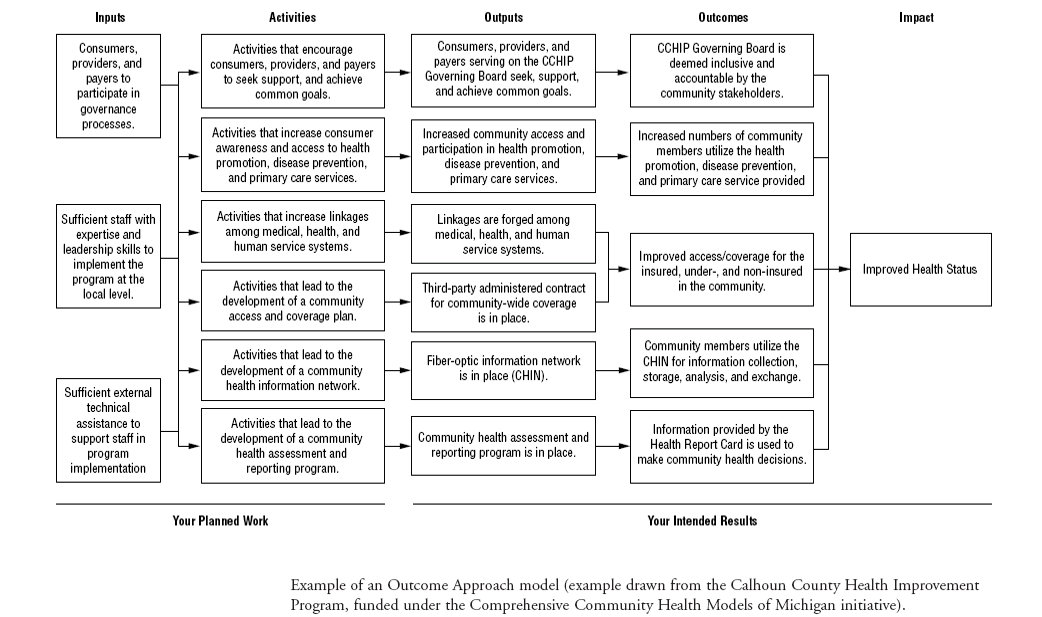 Inputs
Activities
Outputs
Outcomes
Impact
Consumers,
providers, and
payers to
participate in
governance
processes.
Activities that encourage
consumers, providers, and payers
to seek support, and achieve
common goals.
Consumers, providers, and
payers serving on the CCHIP
Governing Board seek, support,
and achieve common goals.
CCHIP Governing Board is
deemed inclusive and
accountable by the
community stakeholders.
Activities that increase consumer
awareness and access to health
promotion, disease prevention,
and primary care services.
Increased community access and
participation in health promotion,
disease prevention, and
primary care services.
Increased numbers of community
members utilize the health
promotion, disease prevention,
and primary care service provided
Sufficient staff with
expertise and
leadership skills to
implement the
program at the
local level.
Activities that increase linkages
among medical, health, and
human service systems.
Linkages are forged among
medical, health, and human
service systems.
Activities that lead to the
development of a community
access and coverage plan.
Third-party administered contract
for community-wide coverage
is in place.
Improved access/coverage for the
insured, under-, and non-insured
in the community.
Improved Health Status
Activities that lead to the
development of a community
health information network.
Fiber-optic information network
is in place (CHIN).
Community members utilize the
CHIN for information collection,
storage, analysis, and exchange.
Sufficient external
technical
assistance to
support staff in
program
implementation
Activities that lead to the
development of a community
health assessment and
reporting program.
Community health assessment and
reporting program is in place.
Information provided by the
Health Report Card is used to
make community health decisions.
Your Planned Work
Your Intended Results
Example of an Outcome Approach model (example drawn from the Calhoun County Health Improvement
Program, funded under the Comprehensive Community Health Models of Michigan initiative).